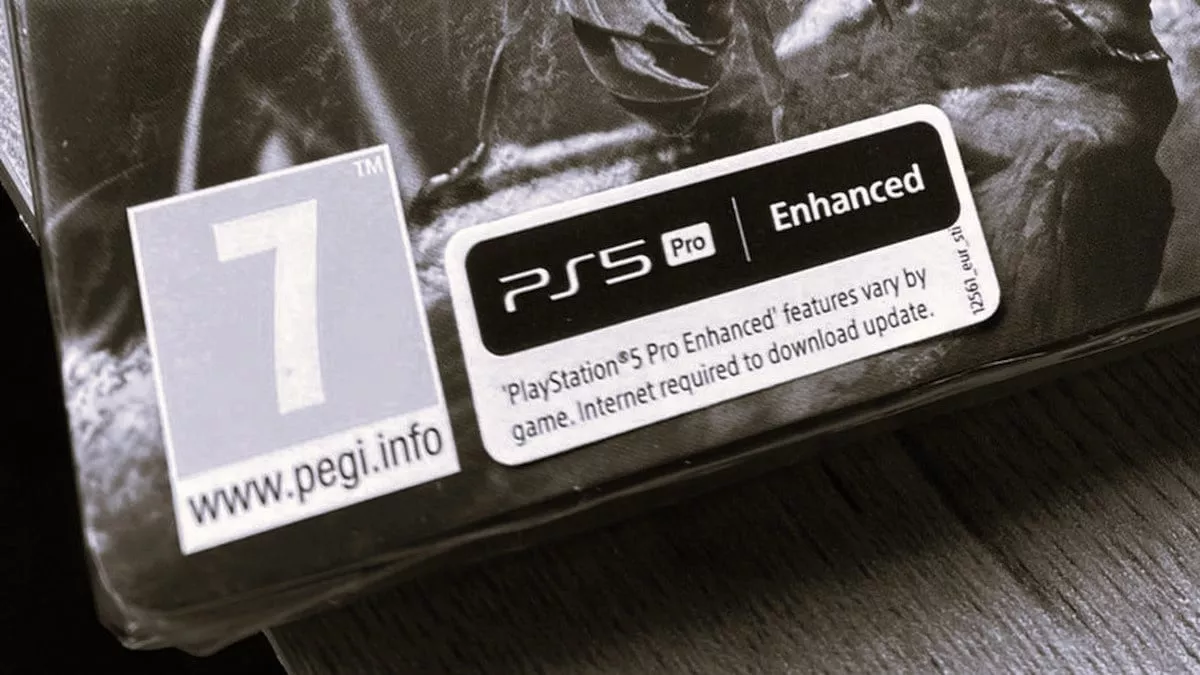 7
TM
www.pegi.info
PS5 Pro | Enhanced
'PlayStation®5 Pro Enhanced' features vary by
game. Internet required to download update.
12561_eur_sti